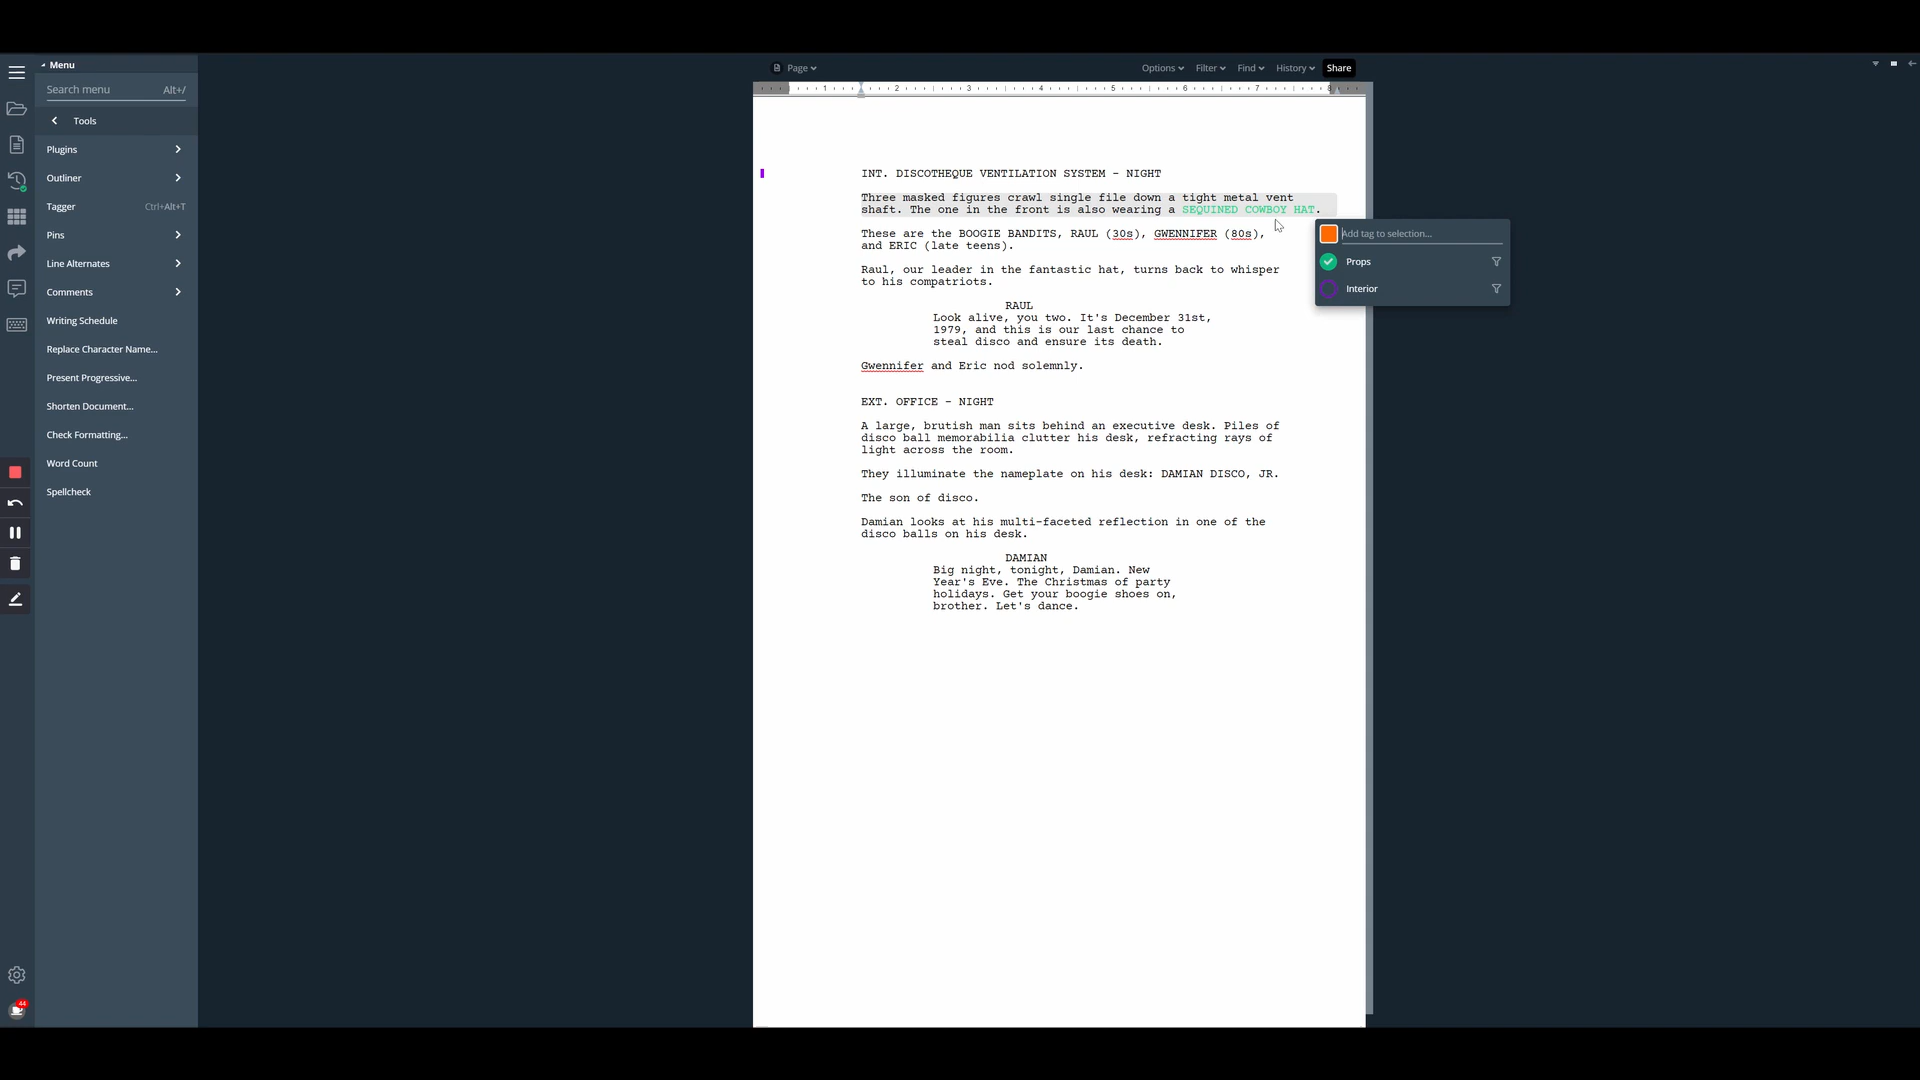 Menu
Search menu Alt+/
Tools
Plugins
Outliner
Tagger Ctrl+Alt+T
Pins
Line Alternates
Comments
Writing Schedule
Replace Character Name...
Present Progressive...
Shorten Document...
Check Formatting...
Word Count
Spellcheck
44
Page
Options Filter Find History Share
1 2 3 4 5 6 7 8
INT. DISCOTHEQUE VENTILATION SYSTEM - NIGHT
Three masked figures crawl single file down a tight metal vent
shaft. The one in the front is also wearing a SEQUINED COWBOY HAT.
These are the BOOGIE BANDITS, RAUL (30s), GWENNIFER (80s),
and ERIC (late teens).
Raul, our leader in the fantastic hat, turns back to whisper
to his compatriots.
RAUL
Look alive, you two. It's December 31st,
1979, and this is our last chance to
steal disco and ensure its death.
Gwennifer and Eric nod solemnly.
EXT. OFFICE - NIGHT
A large, brutish man sits behind an executive desk. Piles of
disco ball memorabilia clutter his desk, refracting rays of
light across the room.
They illuminate the nameplate on his desk: DAMIAN DISCO, JR.
The son of disco.
Damian looks at his multi-faceted reflection in one of the
disco balls on his desk.
DAMIAN
Big night, tonight, Damian. New
Year's Eve. The Christmas of party
holidays. Get your boogie shoes on,
brother. Let's dance.
Add tag to selection...
Props
Interior